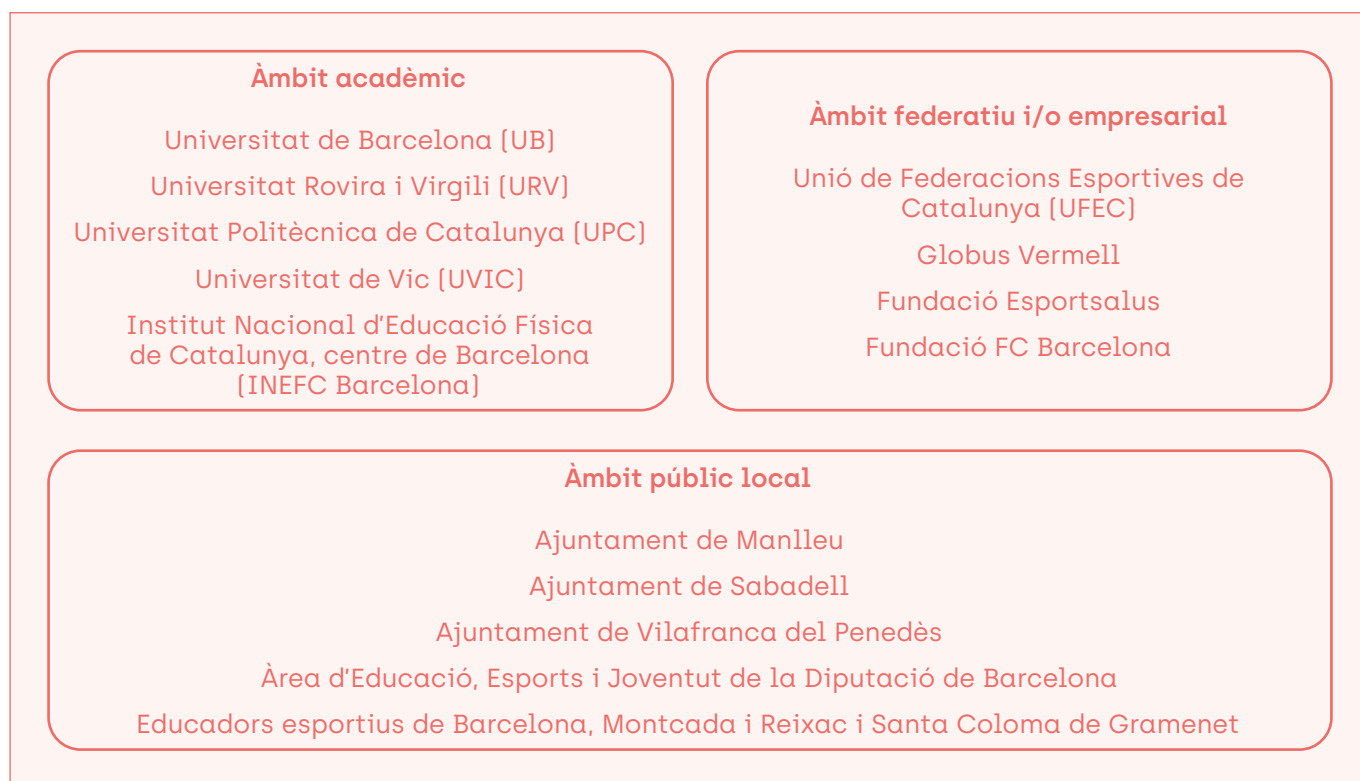 Àmbit acadèmic
Universitat de Barcelona (UB)
Universitat Rovira i Virgili (URV)
Universitat Politècnica de Catalunya (UPC)
Universitat de Vic (UVIC)
Institut Nacional d'Educació Física
de Catalunya, centre de Barcelona
(INEFC Barcelona)
Àmbit federatiu i/o empresarial
Unió de Federacions Esportives de
Catalunya (UFEC)
Globus Vermell
Fundació Esportsalus
Fundació FC Barcelona
Àmbit públic local
Ajuntament de Manlleu
Ajuntament de Sabadell
Ajuntament de Vilafranca del Penedès
Àrea d'Educació, Esports i Joventut de la Diputació de Barcelona
Educadors esportius de Barcelona, Montcada i Reixac i Santa Coloma de Gramenet